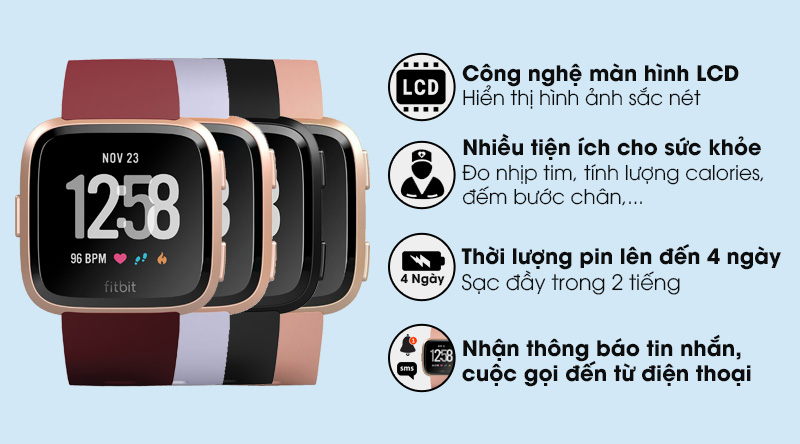 NOV 23
12:58
96 BPM
fitbit
LCD
Công nghệ màn hình LCD
Hiển thị hình ảnh sắc nét
Nhiều tiện ích cho sức khỏe
Đo nhịp tim, tính lượng calories,
đếm bước chân,...
4 Ngày
Thời lượng pin lên đến 4 ngày
Sạc đầy trong 2 tiếng
1
12:58
sms
Nhận thông báo tin nhắn,
cuộc gọi đến từ điện thoại